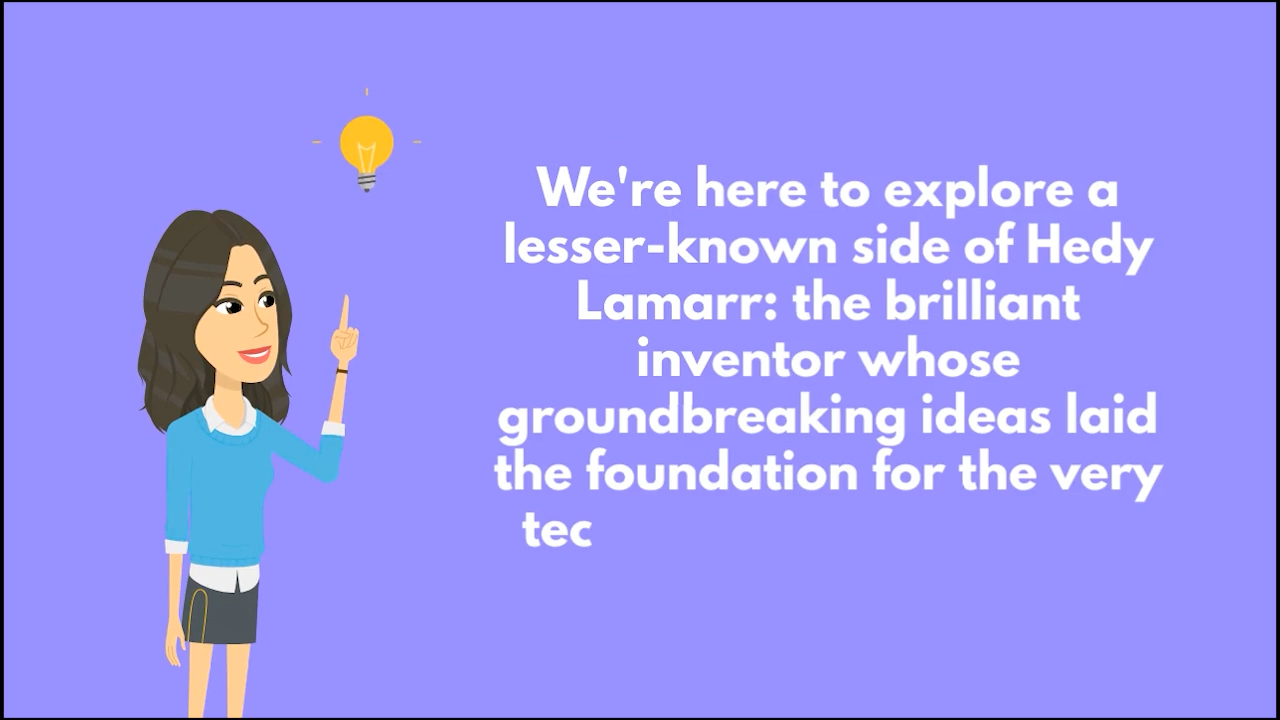 We're here to explore a
lesser-known side of Hedy
Lamarr: the brilliant
inventor whose
groundbreaking ideas laid
the foundation for the very
tec